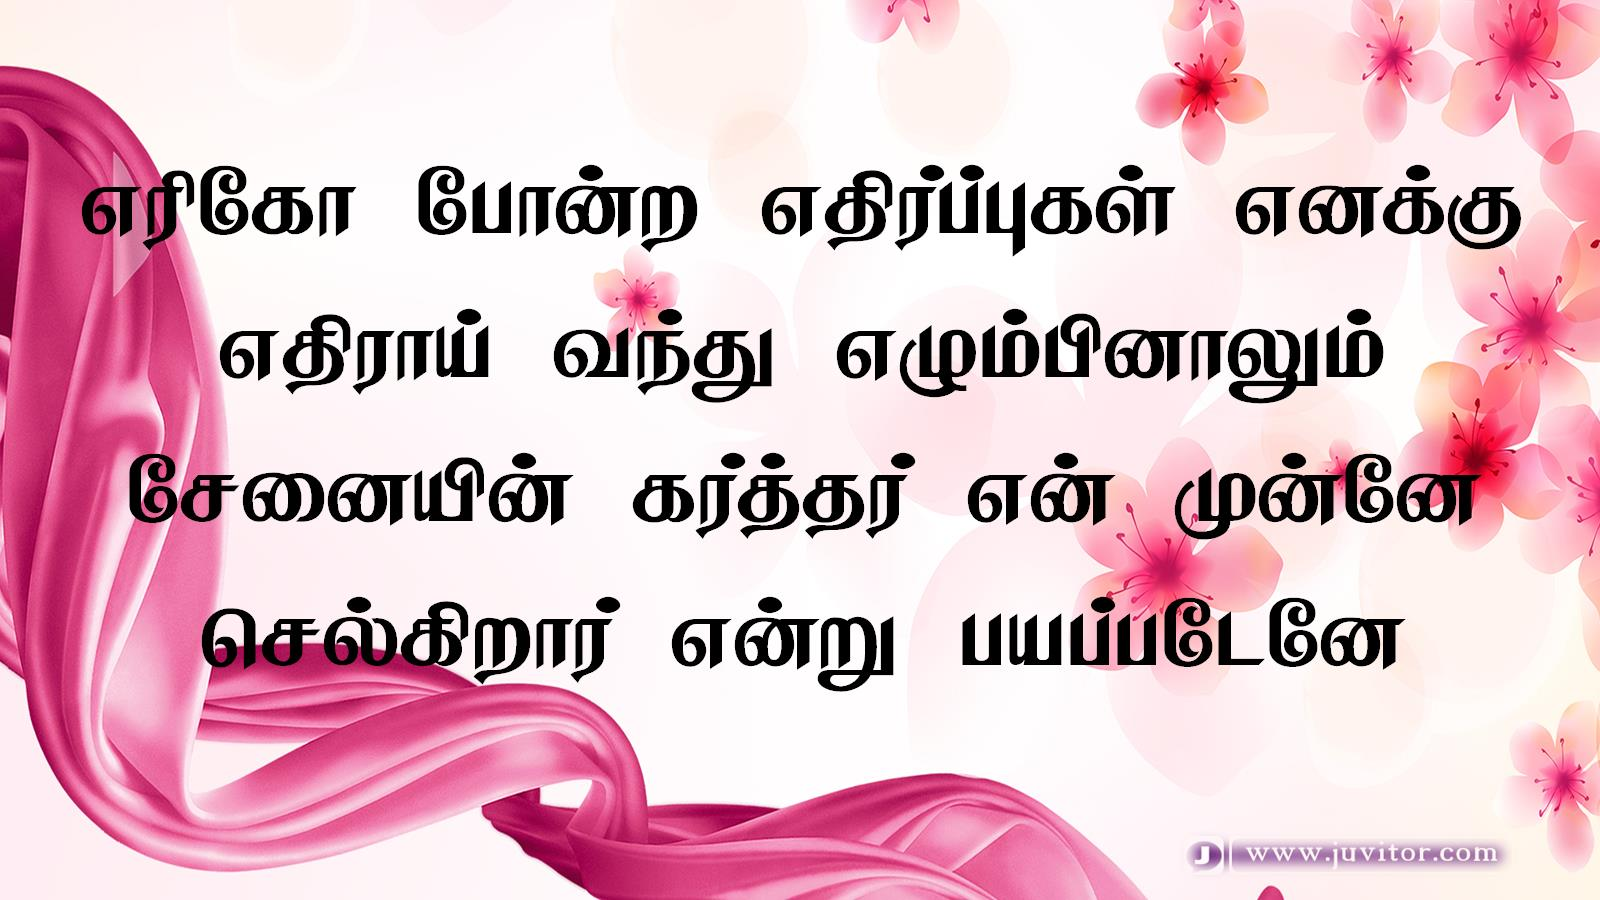 எரிகோ போன்ற எதிர்ப்புகள் எனக்கு
எதிராய் வந்து எழும்பினாலும்
சேனையின் கர்த்தர் என் முன்னே
செல்கிறார் என்று பயப்படேனே
J | www.juvitor.com